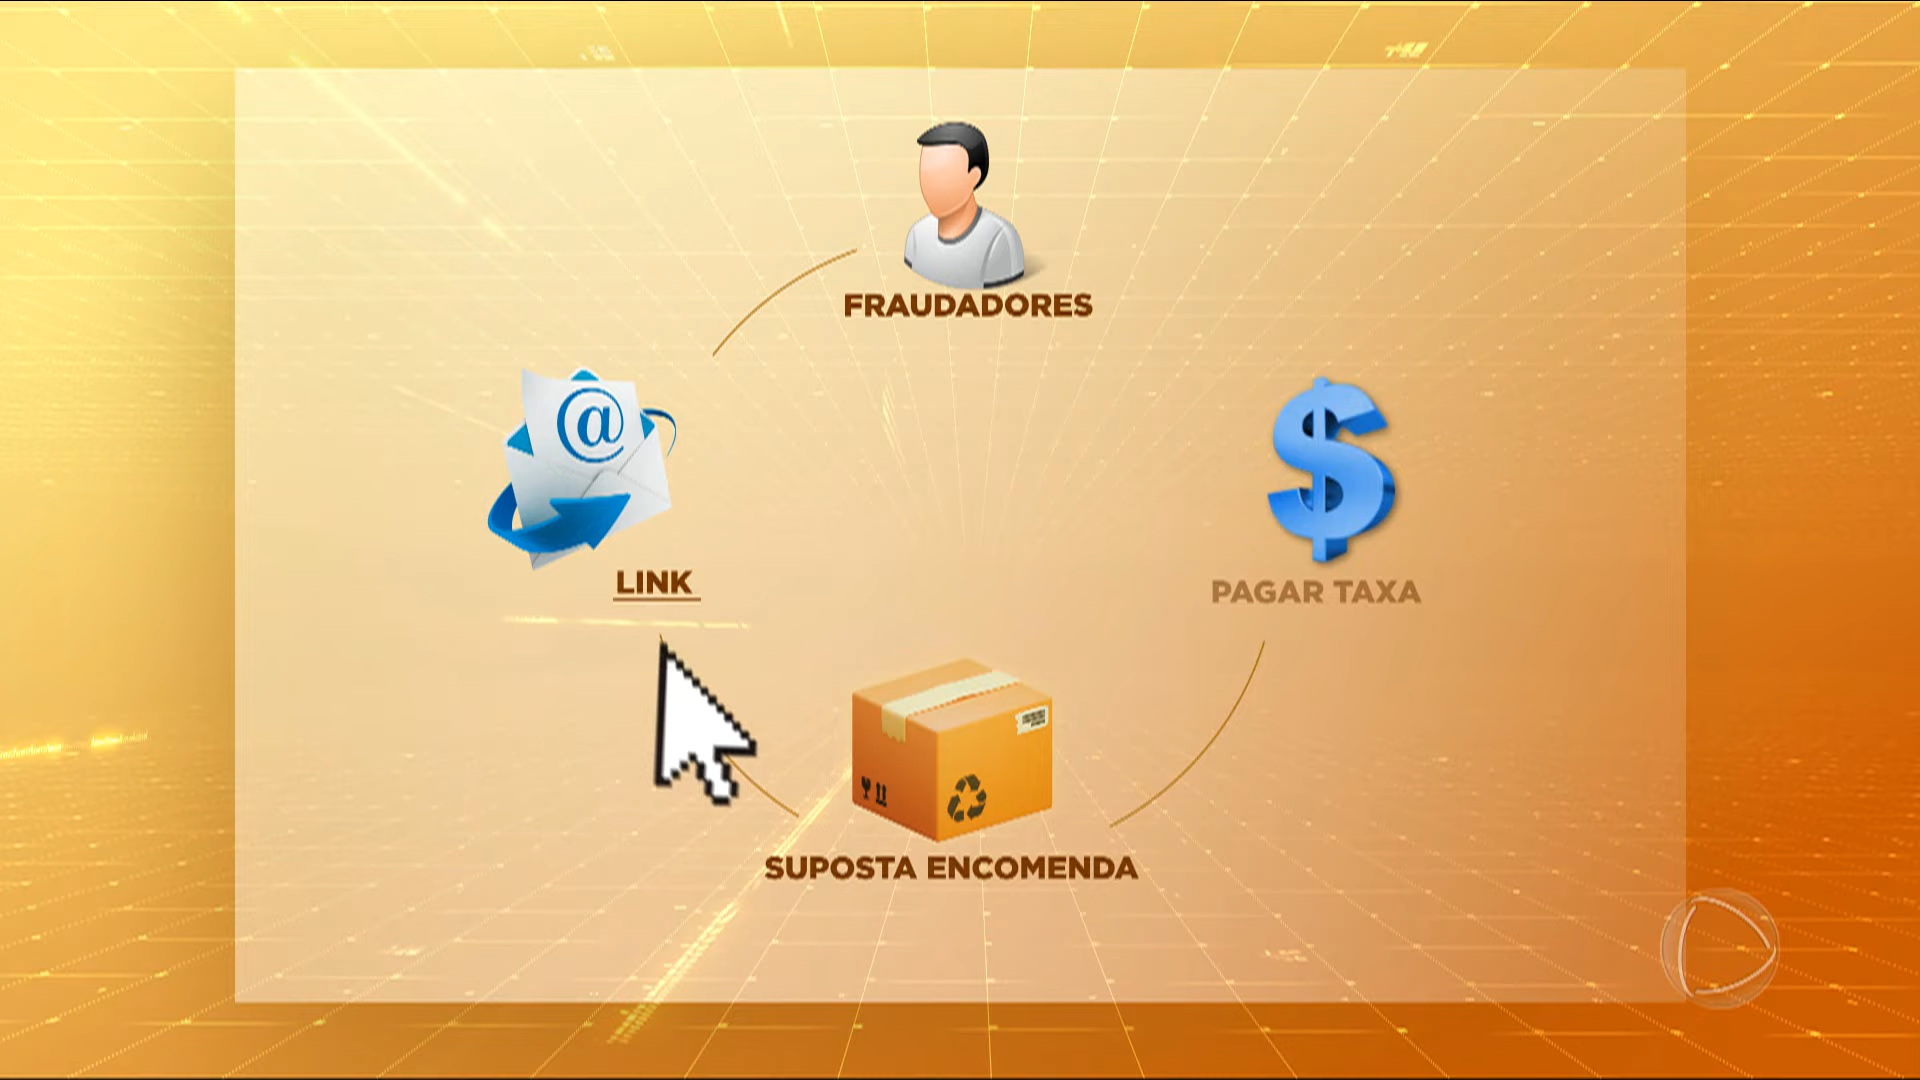 FRAUDADORES
@
$
LINK
PAGAR TAXA
SUPOSTA ENCOMENDA